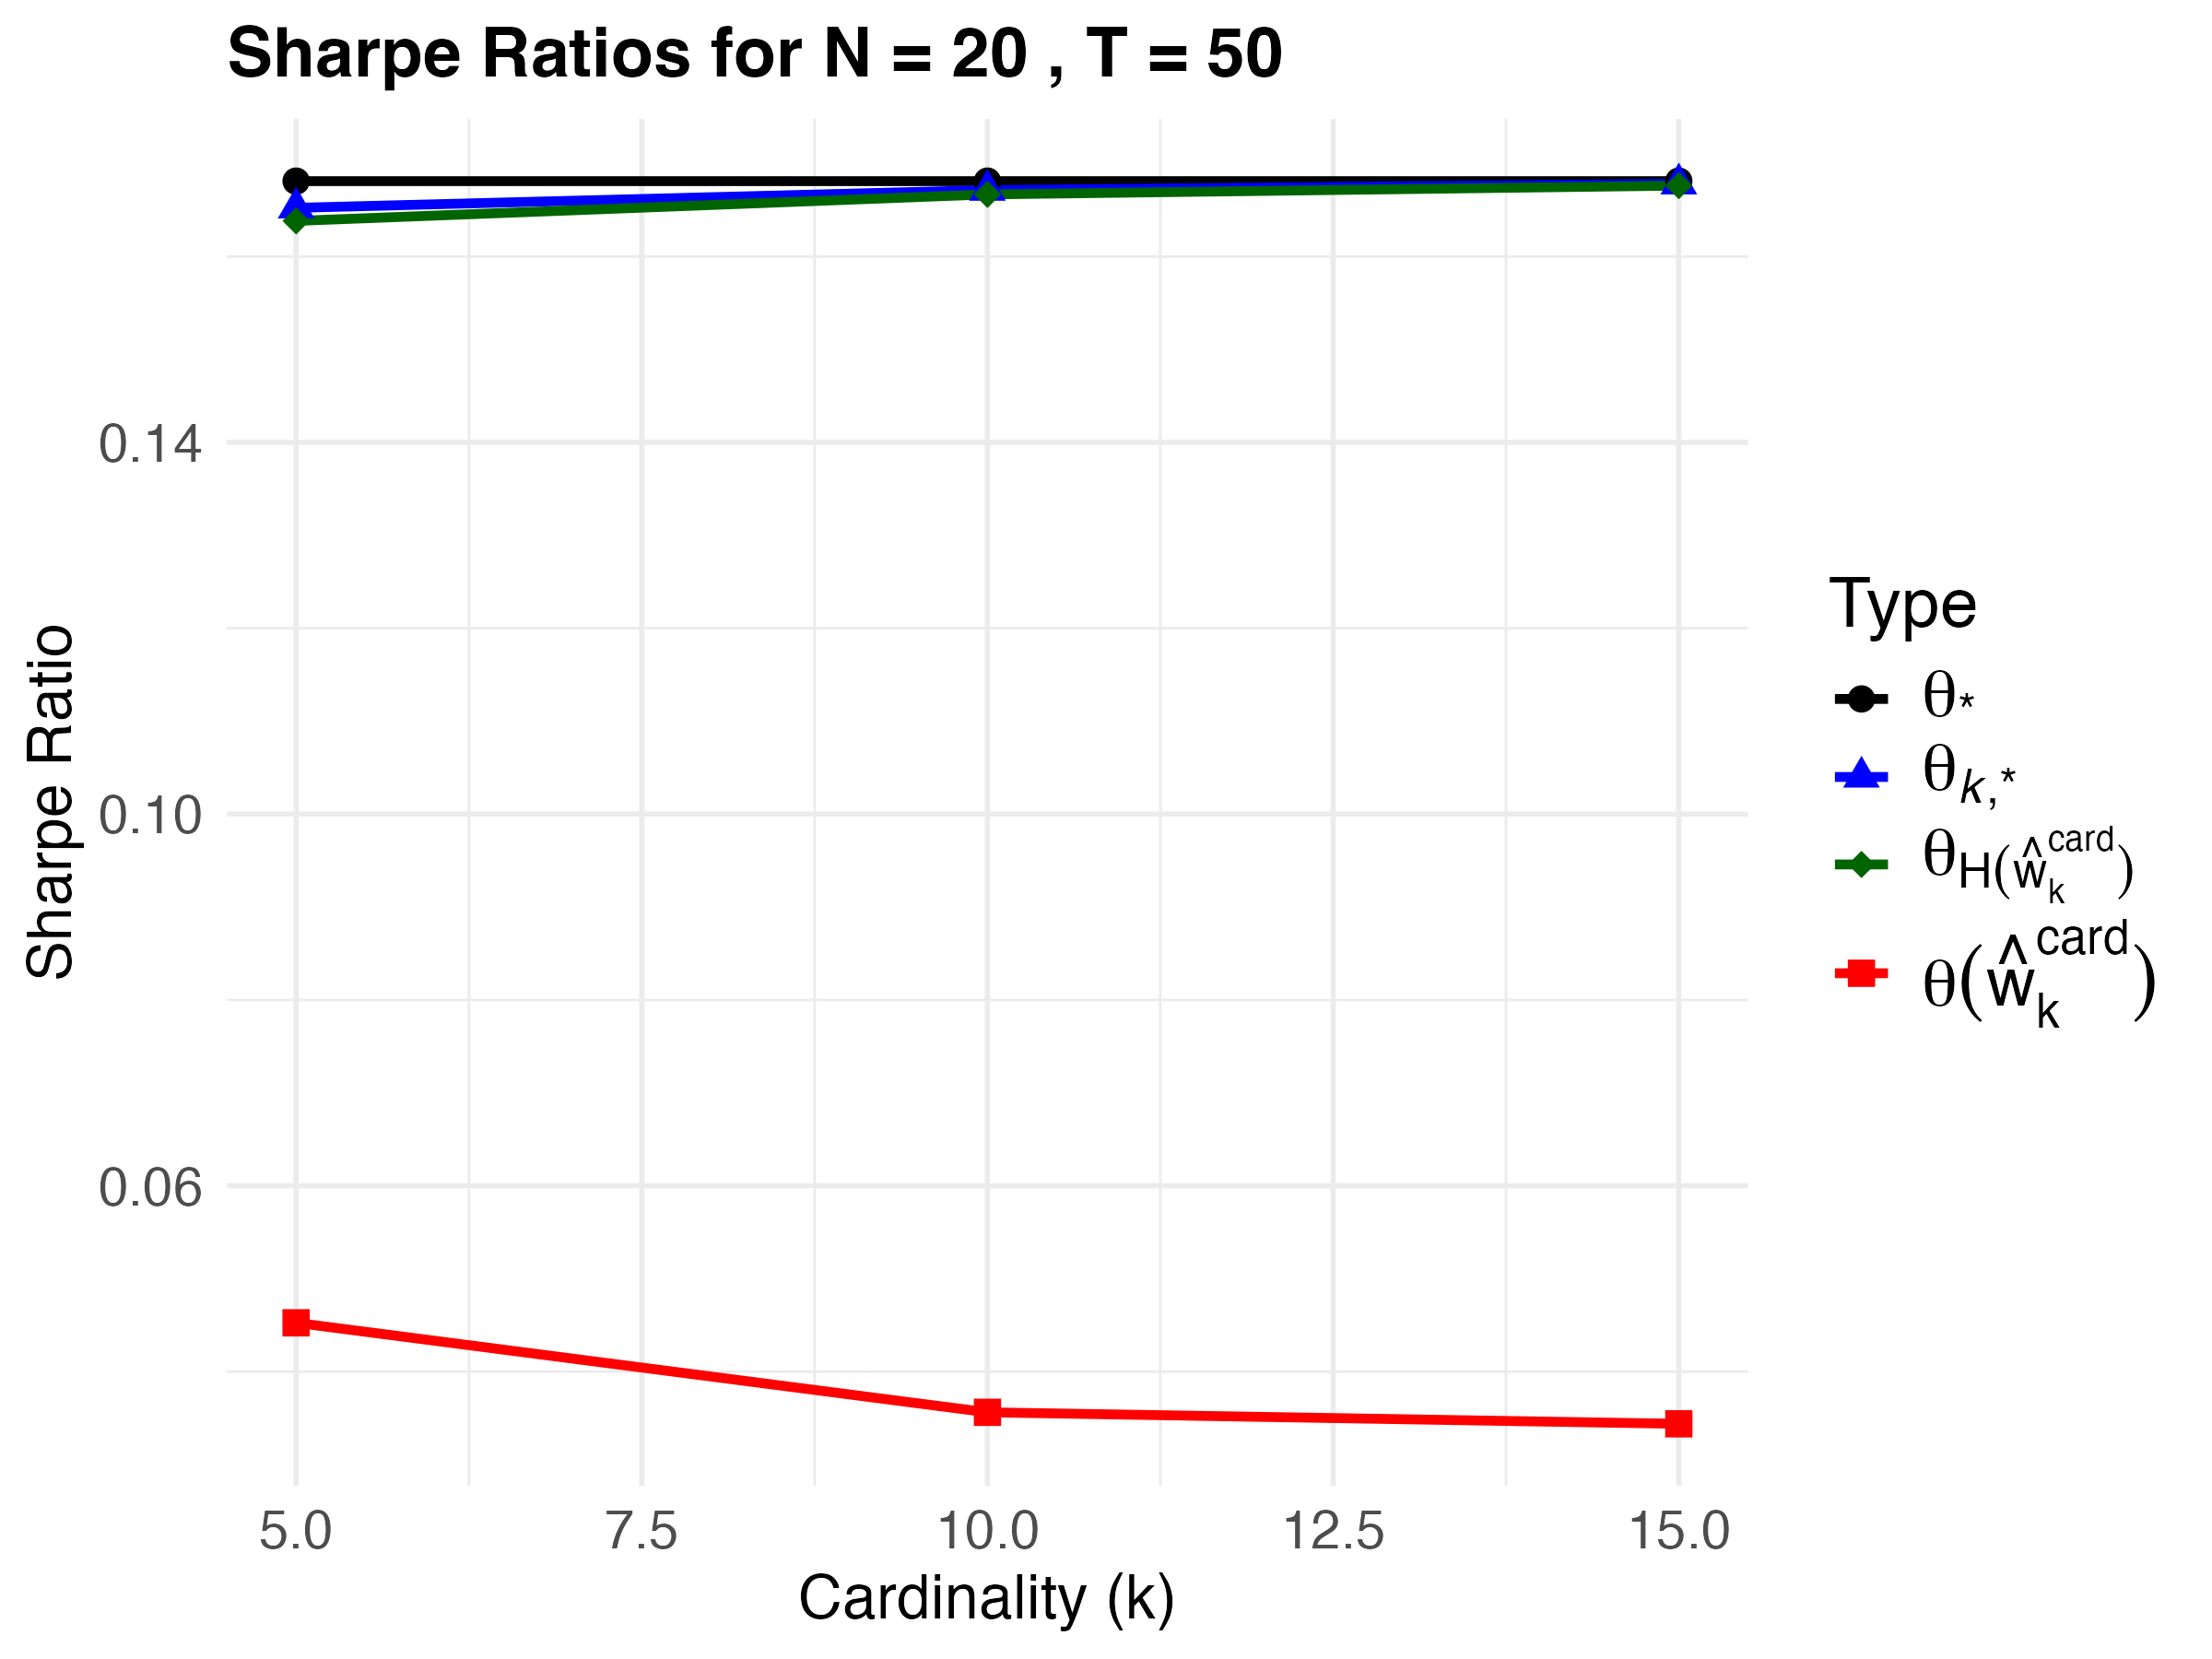 Sharpe Ratios for N = 20 , T = 50
Sharpe Ratio
0.14
0.10
0.06
5.0 7.5 10.0 12.5 15.0
Cardinality (k)
Type
θ*
θk,*
θH(ŵkcard)
θ(ŵkcard)